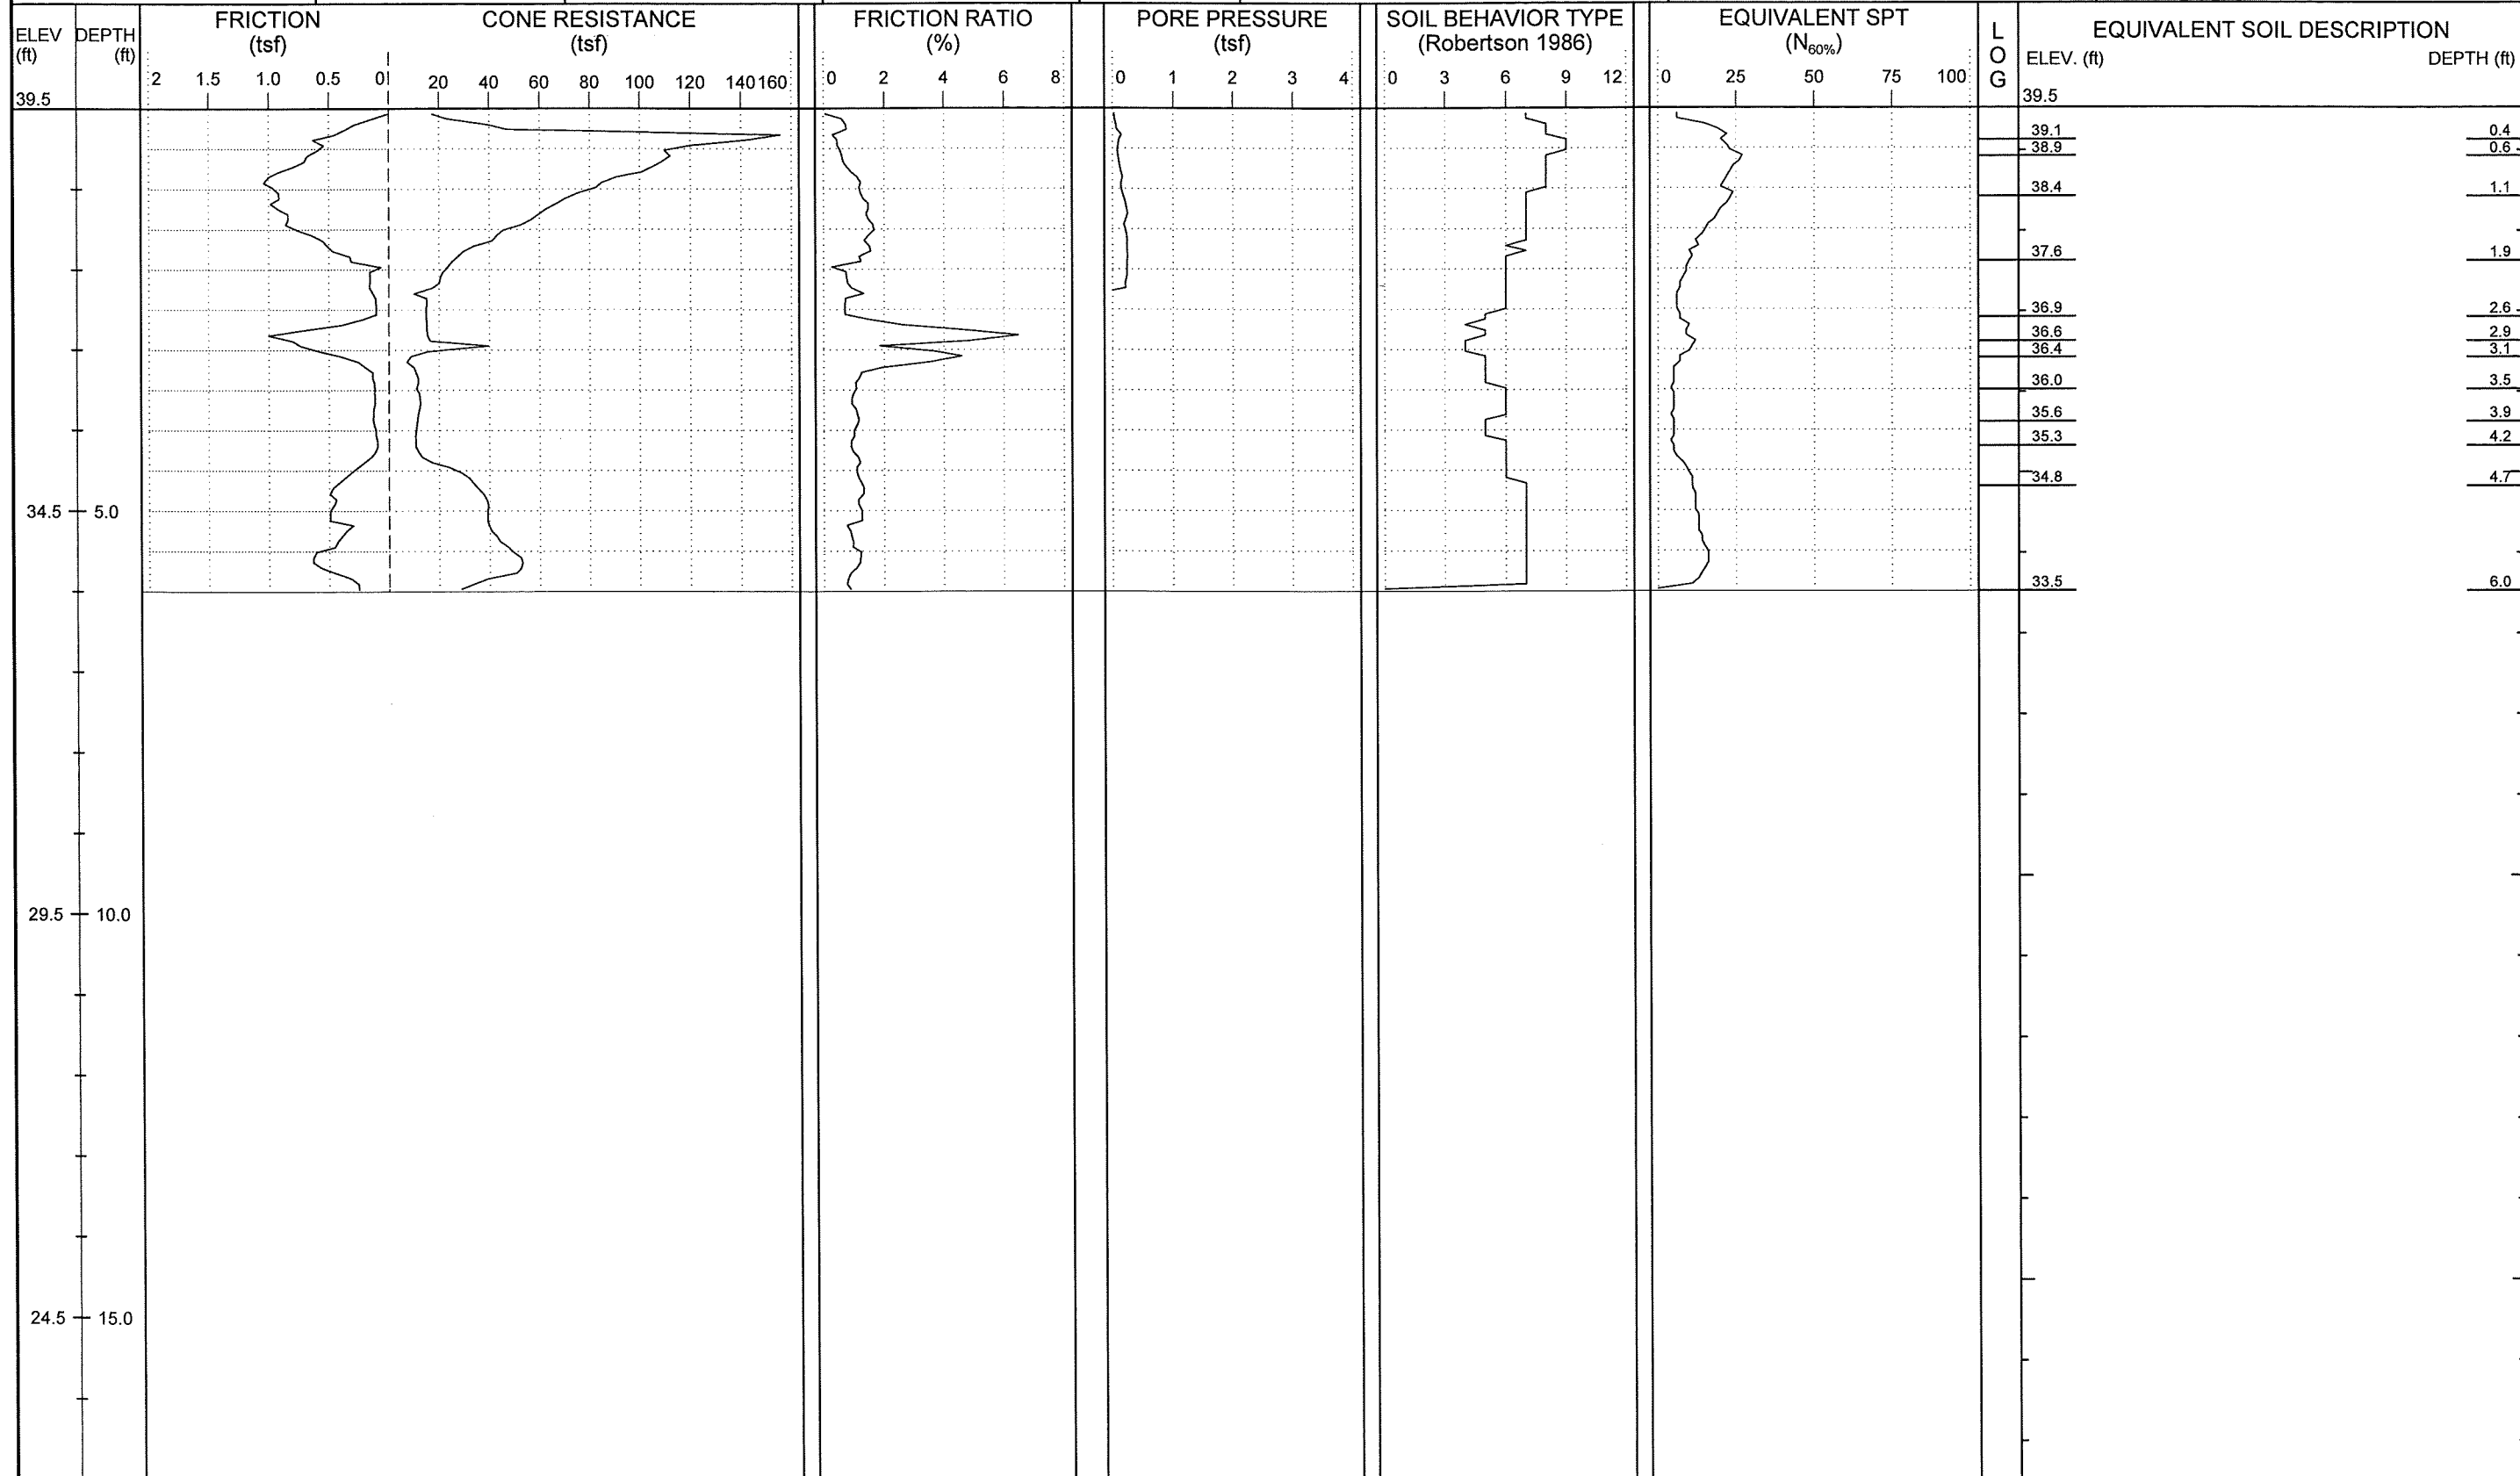 ELEV (ft)
DEPTH (ft)
FRICTION
(tsf)
CONE RESISTANCE
(tsf)
FRICTION RATIO
(%)
PORE PRESSURE
(tsf)
SOIL BEHAVIOR TYPE
(Robertson 1986)
EQUIVALENT SPT
(N60%)
LOG
EQUIVALENT SOIL DESCRIPTION
ELEV. (ft) DEPTH (ft)
2 1.5 1.0 0.5 0 20 40 60 80 100 120 140 160
0 2 4 6 8
0 1 2 3 4
0 3 6 9 12
0 25 50 75 100
39.5 39.5
39.1 0.4
38.9 0.6
38.4 1.1
37.6 1.9
36.9 2.6
36.6 2.9
36.4 3.1
36.0 3.5
35.6 3.9
35.3 4.2
34.8 4.7
34.5 5.0
33.5 6.0
29.5 10.0
24.5 15.0